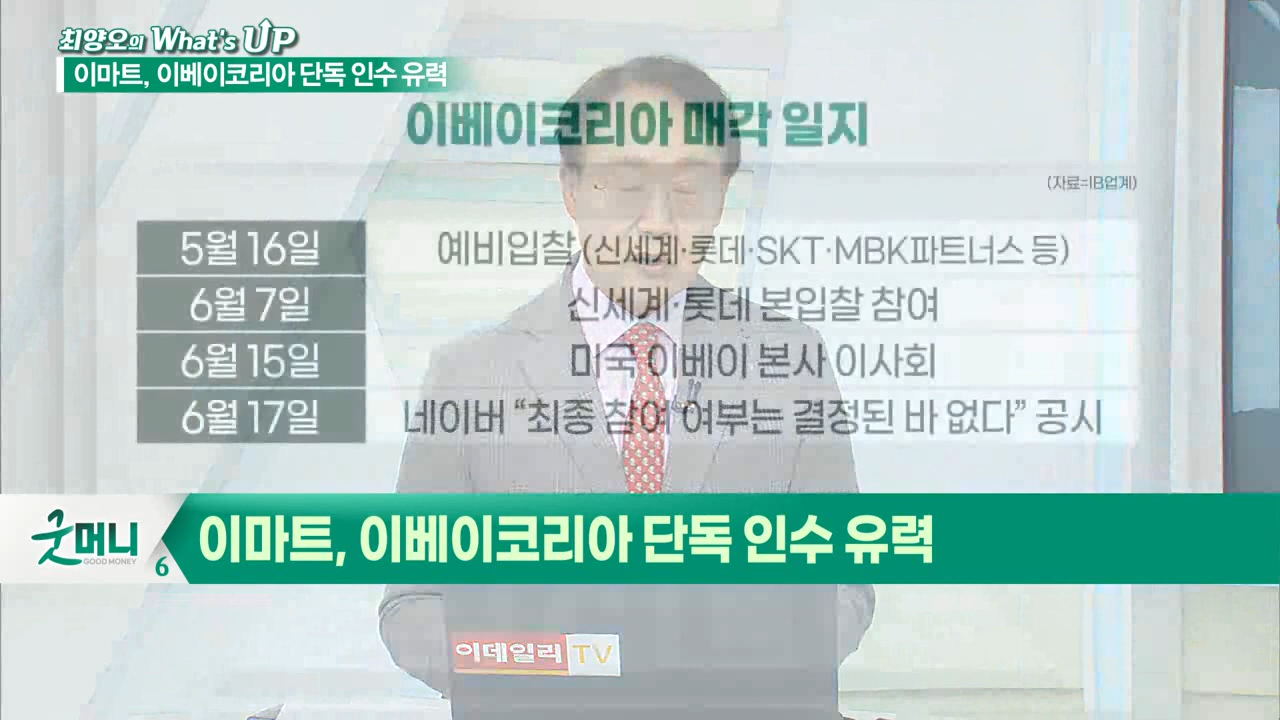 최양오의 What's UP
이마트, 이베이코리아 단독 인수 유력
이베이코리아 매각 일지
(자료=IB업계)
5월 16일 예비입찰 (신세계·롯데·SKT·MBK파트너스 등)
6월 7일 신세계·롯데 본입찰 참여
6월 15일 미국 이베이 본사 이사회
6월 17일 네이버 “최종 참여 여부는 결정된 바 없다” 공시
굿머니 GOOD MONEY 6
이마트, 이베이코리아 단독 인수 유력
이데일리 TV